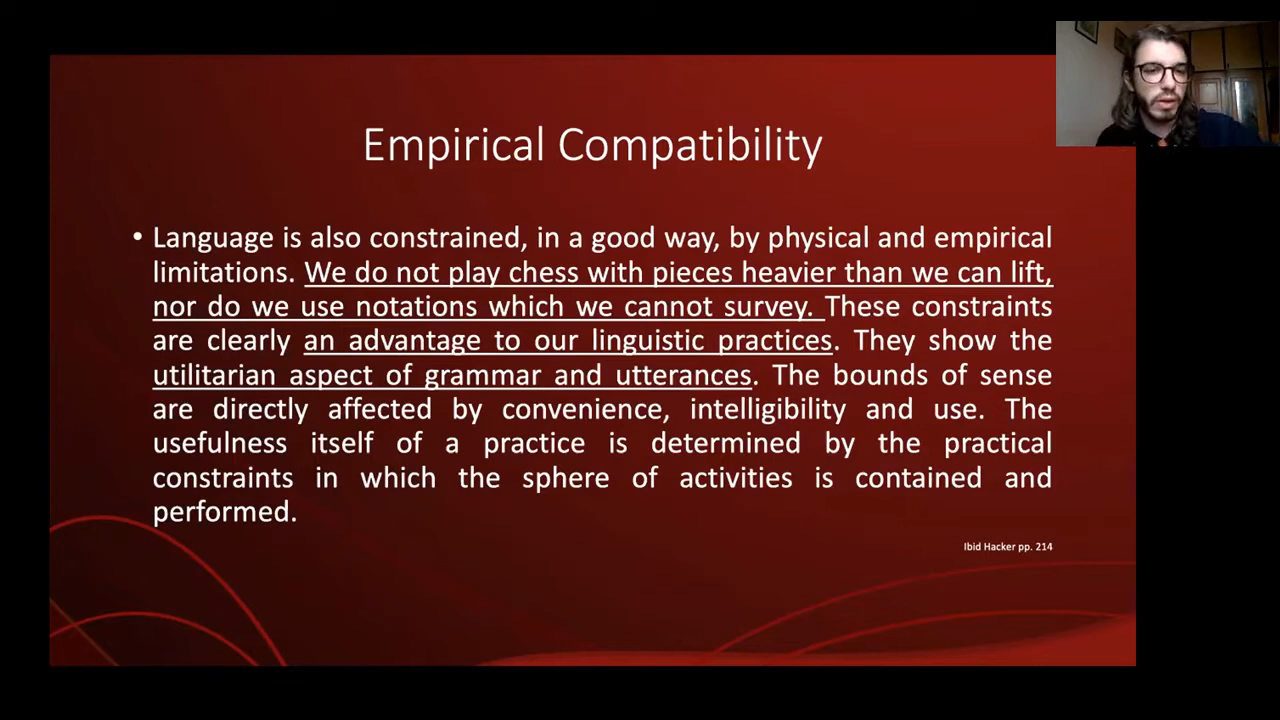 Empirical Compatibility
• Language is also constrained, in a good way, by physical and empirical
limitations. We do not play chess with pieces heavier than we can lift,
nor do we use notations which we cannot survey. These constraints
are clearly an advantage to our linguistic practices. They show the
utilitarian aspect of grammar and utterances. The bounds of sense
are directly affected by convenience, intelligibility and use. The
usefulness itself of a practice is determined by the practical
constraints in which the sphere of activities is contained and
performed.
Ibid Hacker pp. 214